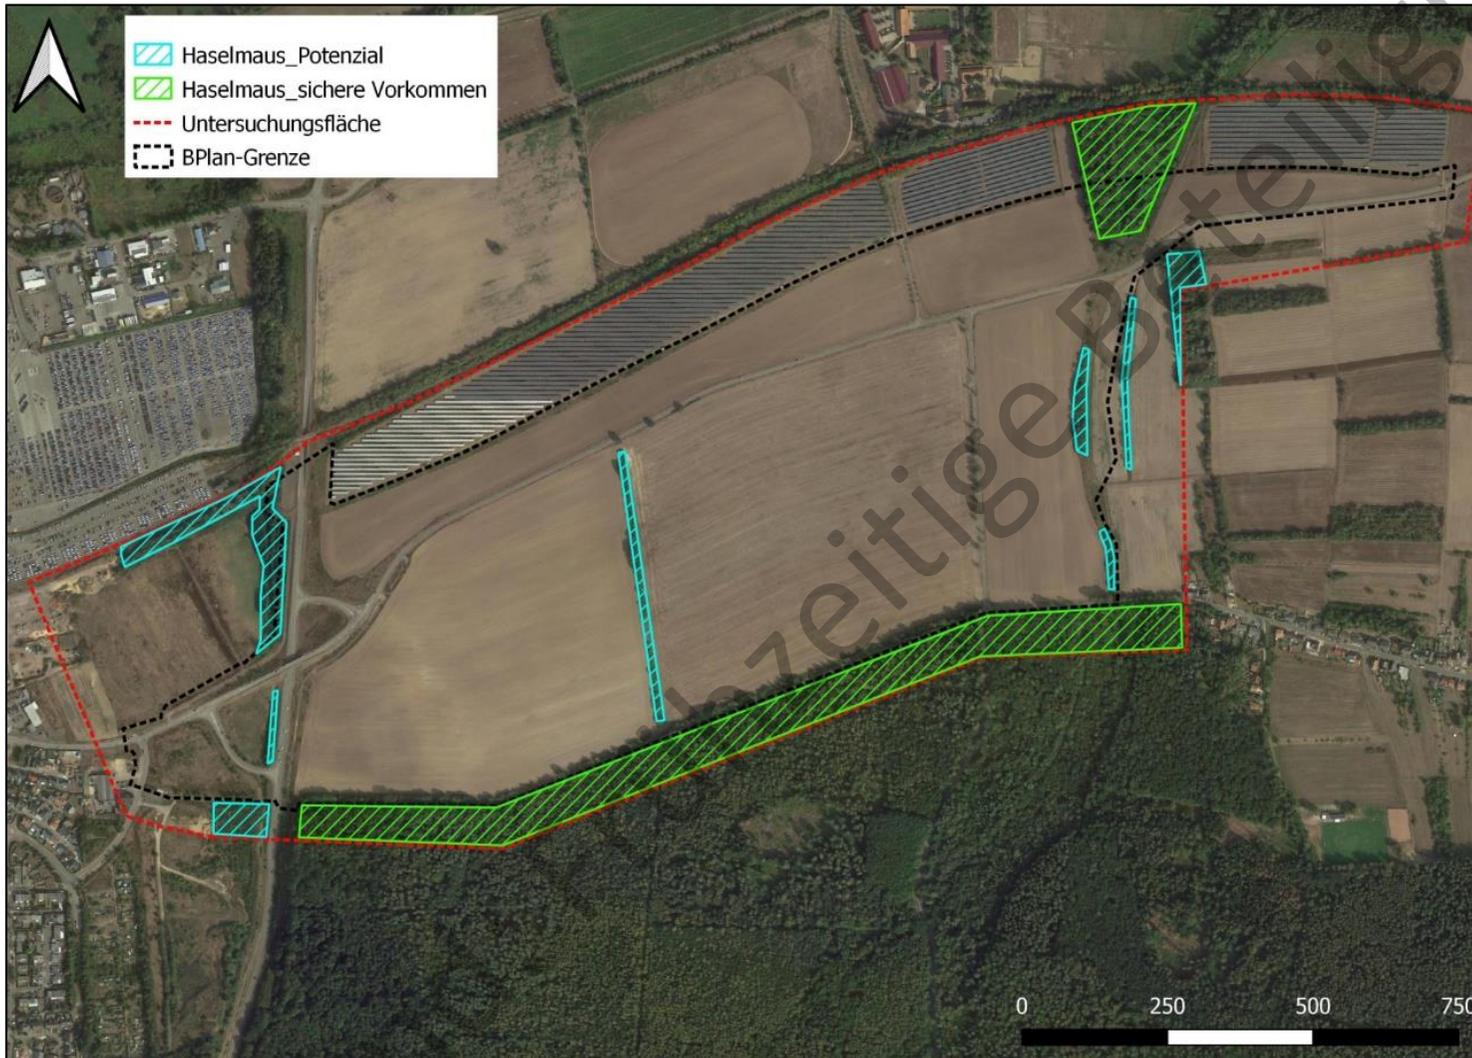 Haselmaus_Potenzial
Haselmaus_sichere Vorkommen
Untersuchungsfläche
BPlan-Grenze
zeitige Beteilig
0 250 500 750